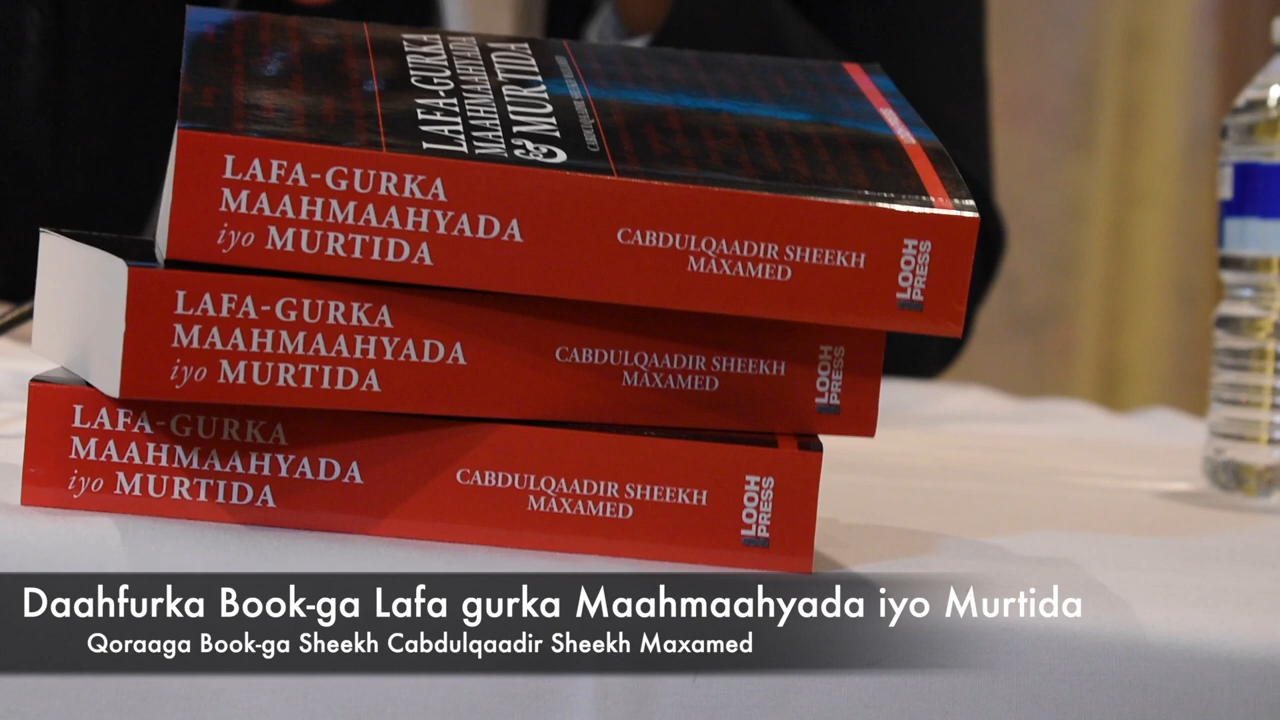 LAFA-GURKA
MAAHMAAHYADA
& MURTIDA
LAFA-GURKA
MAAHMAAHYADA
iyo MURTIDA
CABDULQAADIR SHEEKH
MAXAMED
LOOH
PRESS
LAFA-GURKA
MAAHMAAHYADA
iyo MURTIDA
CABDULQAADIR SHEEKH
MAXAMED
LOOH
PRESS
LAFA-GURKA
MAAHMAAHYADA
iyo MURTIDA
CABDULQAADIR SHEEKH
MAXAMED
LOOH
PRESS
Daahfurka Book-ga Lafa gurka Maahmaahyada iyo Murtida
Qoraaga Book-ga Sheekh Cabdulqaadir Sheekh Maxamed